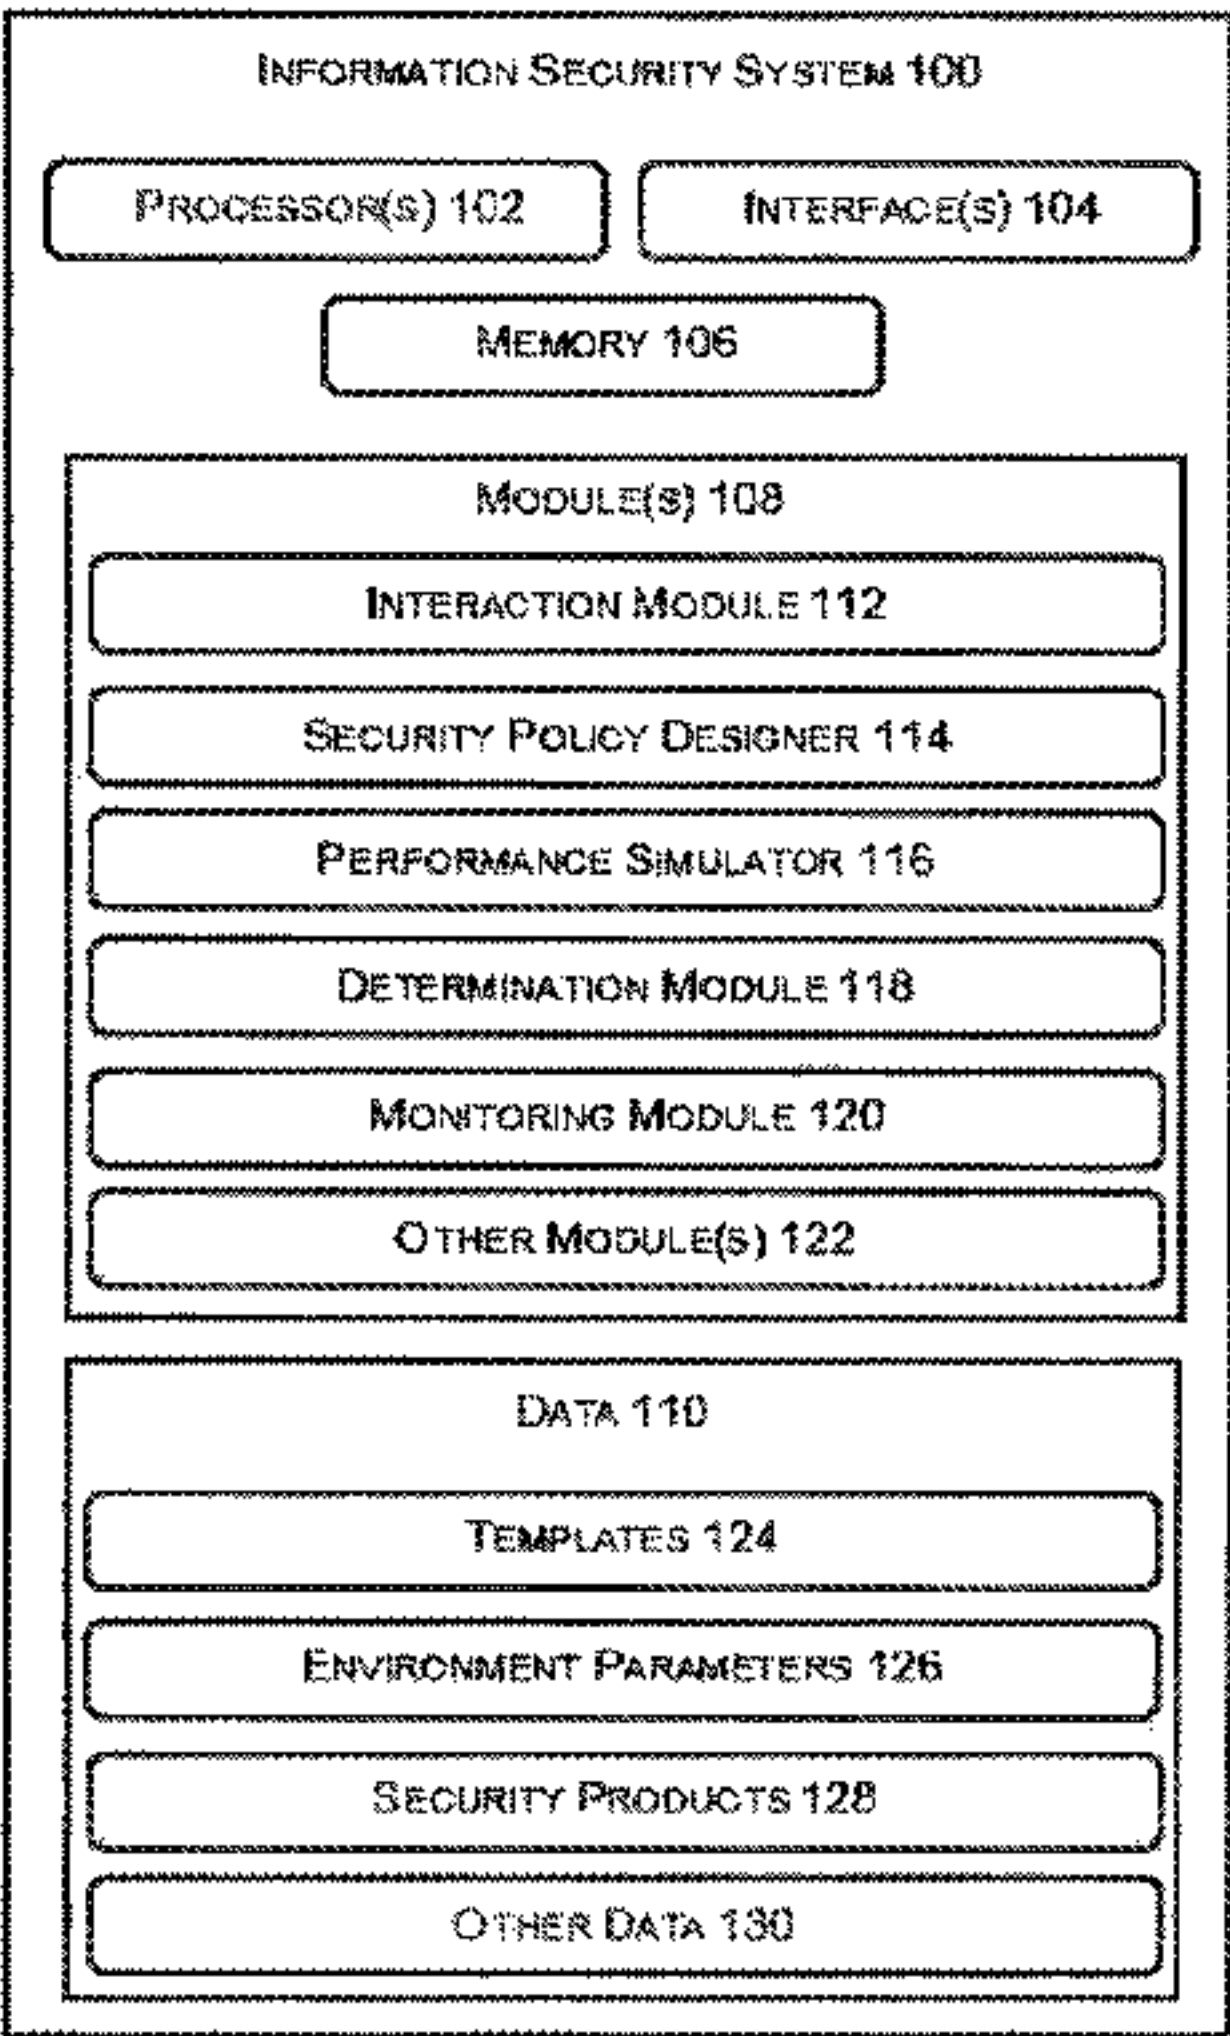 INFORMATION SECURITY SYSTEM 100
PROCESSOR(S) 102
INTERFACE(S) 104
MEMORY 106
MODULE(S) 108
INTERACTION MODULE 112
SECURITY POLICY DESIGNER 114
PERFORMANCE SIMULATOR 116
DETERMINATION MODULE 118
MONITORING MODULE 120
OTHER MODULE(S) 122
DATA 110
TEMPLATES 124
ENVIRONMENT PARAMETERS 126
SECURITY PRODUCTS 128
OTHER DATA 130